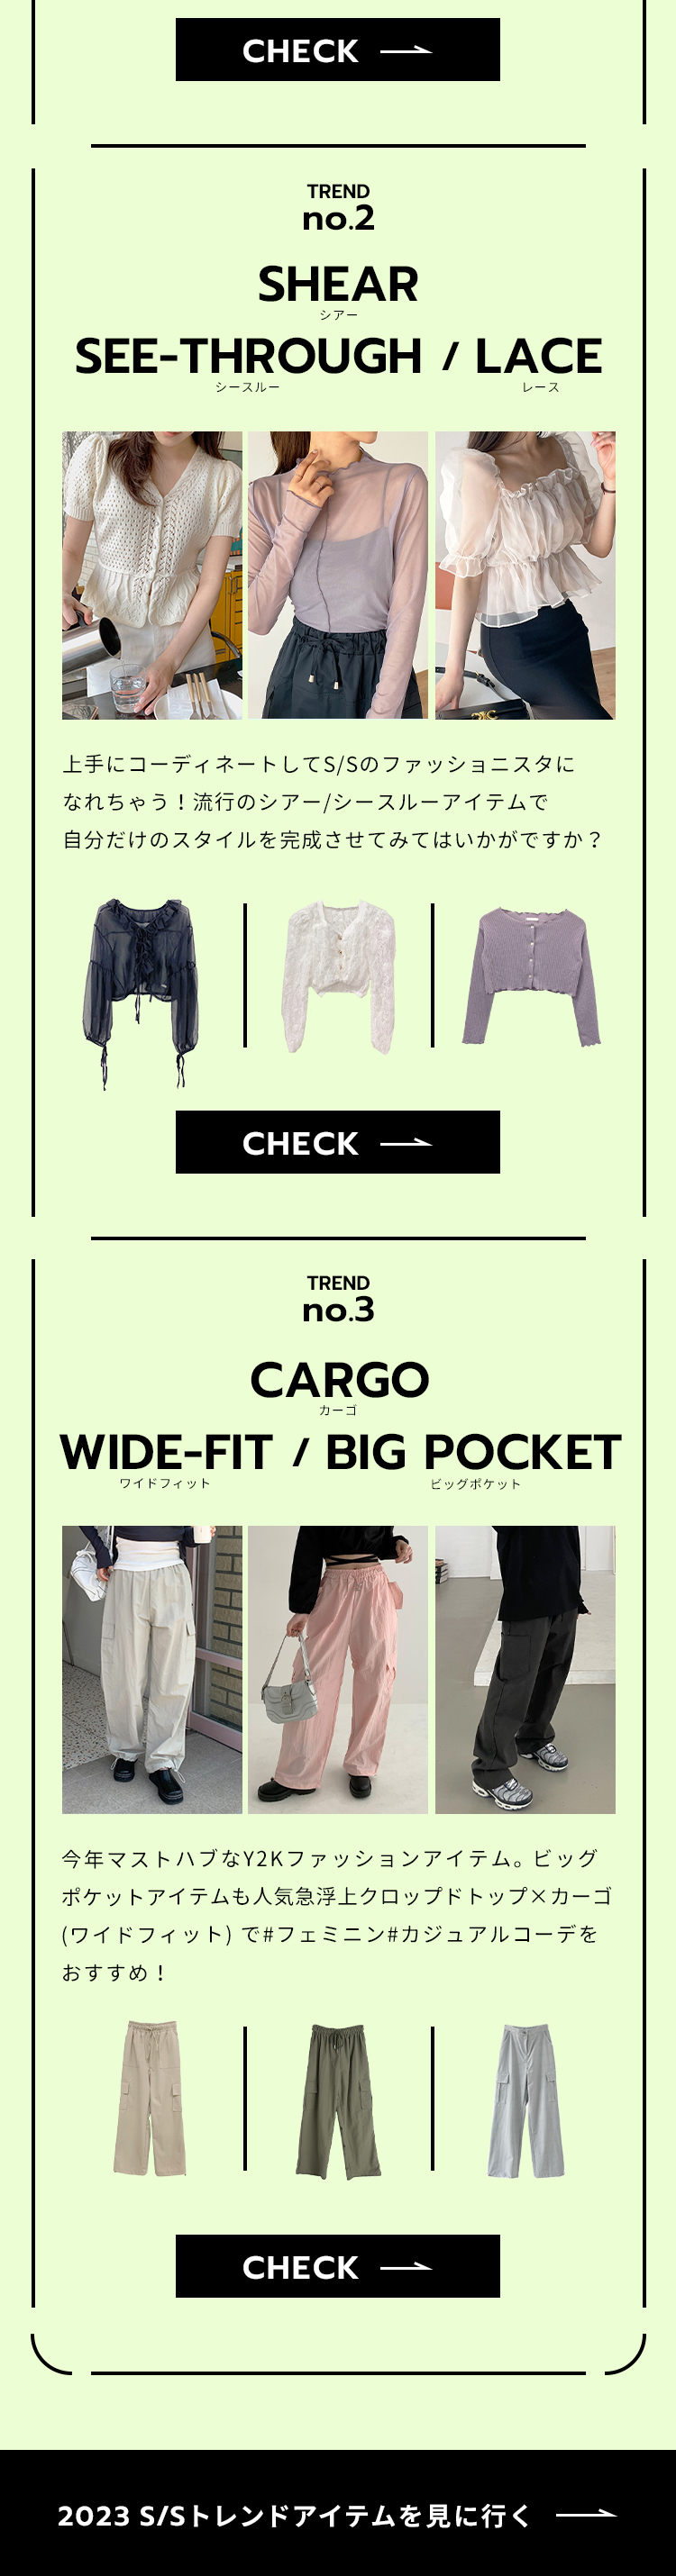 CHECK
TREND
no.2
SHEAR
シアー
SEE-THROUGH / LACE
シースルー レース
上手にコーディネートしてS/Sのファッショニスタに
なれちゃう！流行のシアー/シースルーアイテムで
自分だけのスタイルを完成させてみてはいかがですか？
CHECK
TREND
no.3
CARGO
カーゴ
WIDE-FIT / BIG POCKET
ワイドフィット ビッグポケット
今年マストハブなY2Kファッションアイテム。ビッグ
ポケットアイテムも人気急浮上クロップドトップ×カーゴ
(ワイドフィット) で#フェミニン#カジュアルコーデを
おすすめ！
CHECK
2023 S/Sトレンドアイテムを見に行く